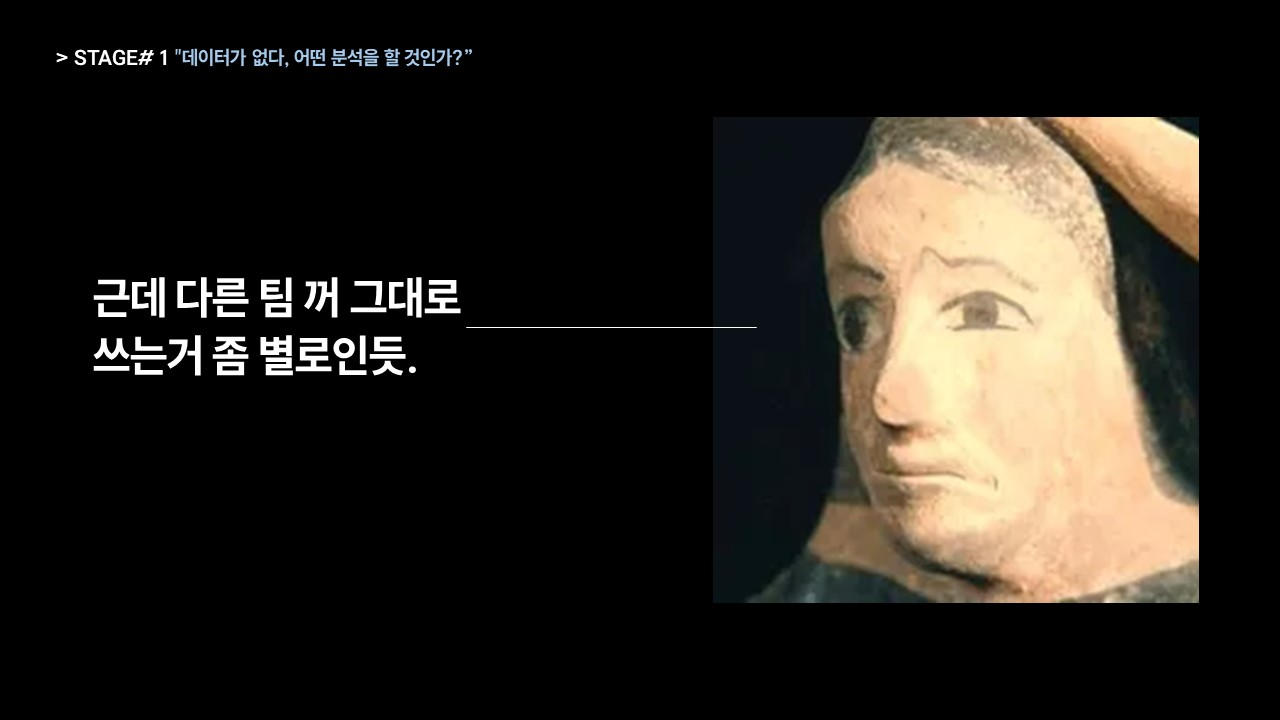 > STAGE# 1 "데이터가 없다, 어떤 분석을 할 것인가?”
근데 다른 팀 꺼 그대로
쓰는거 좀 별로인듯.